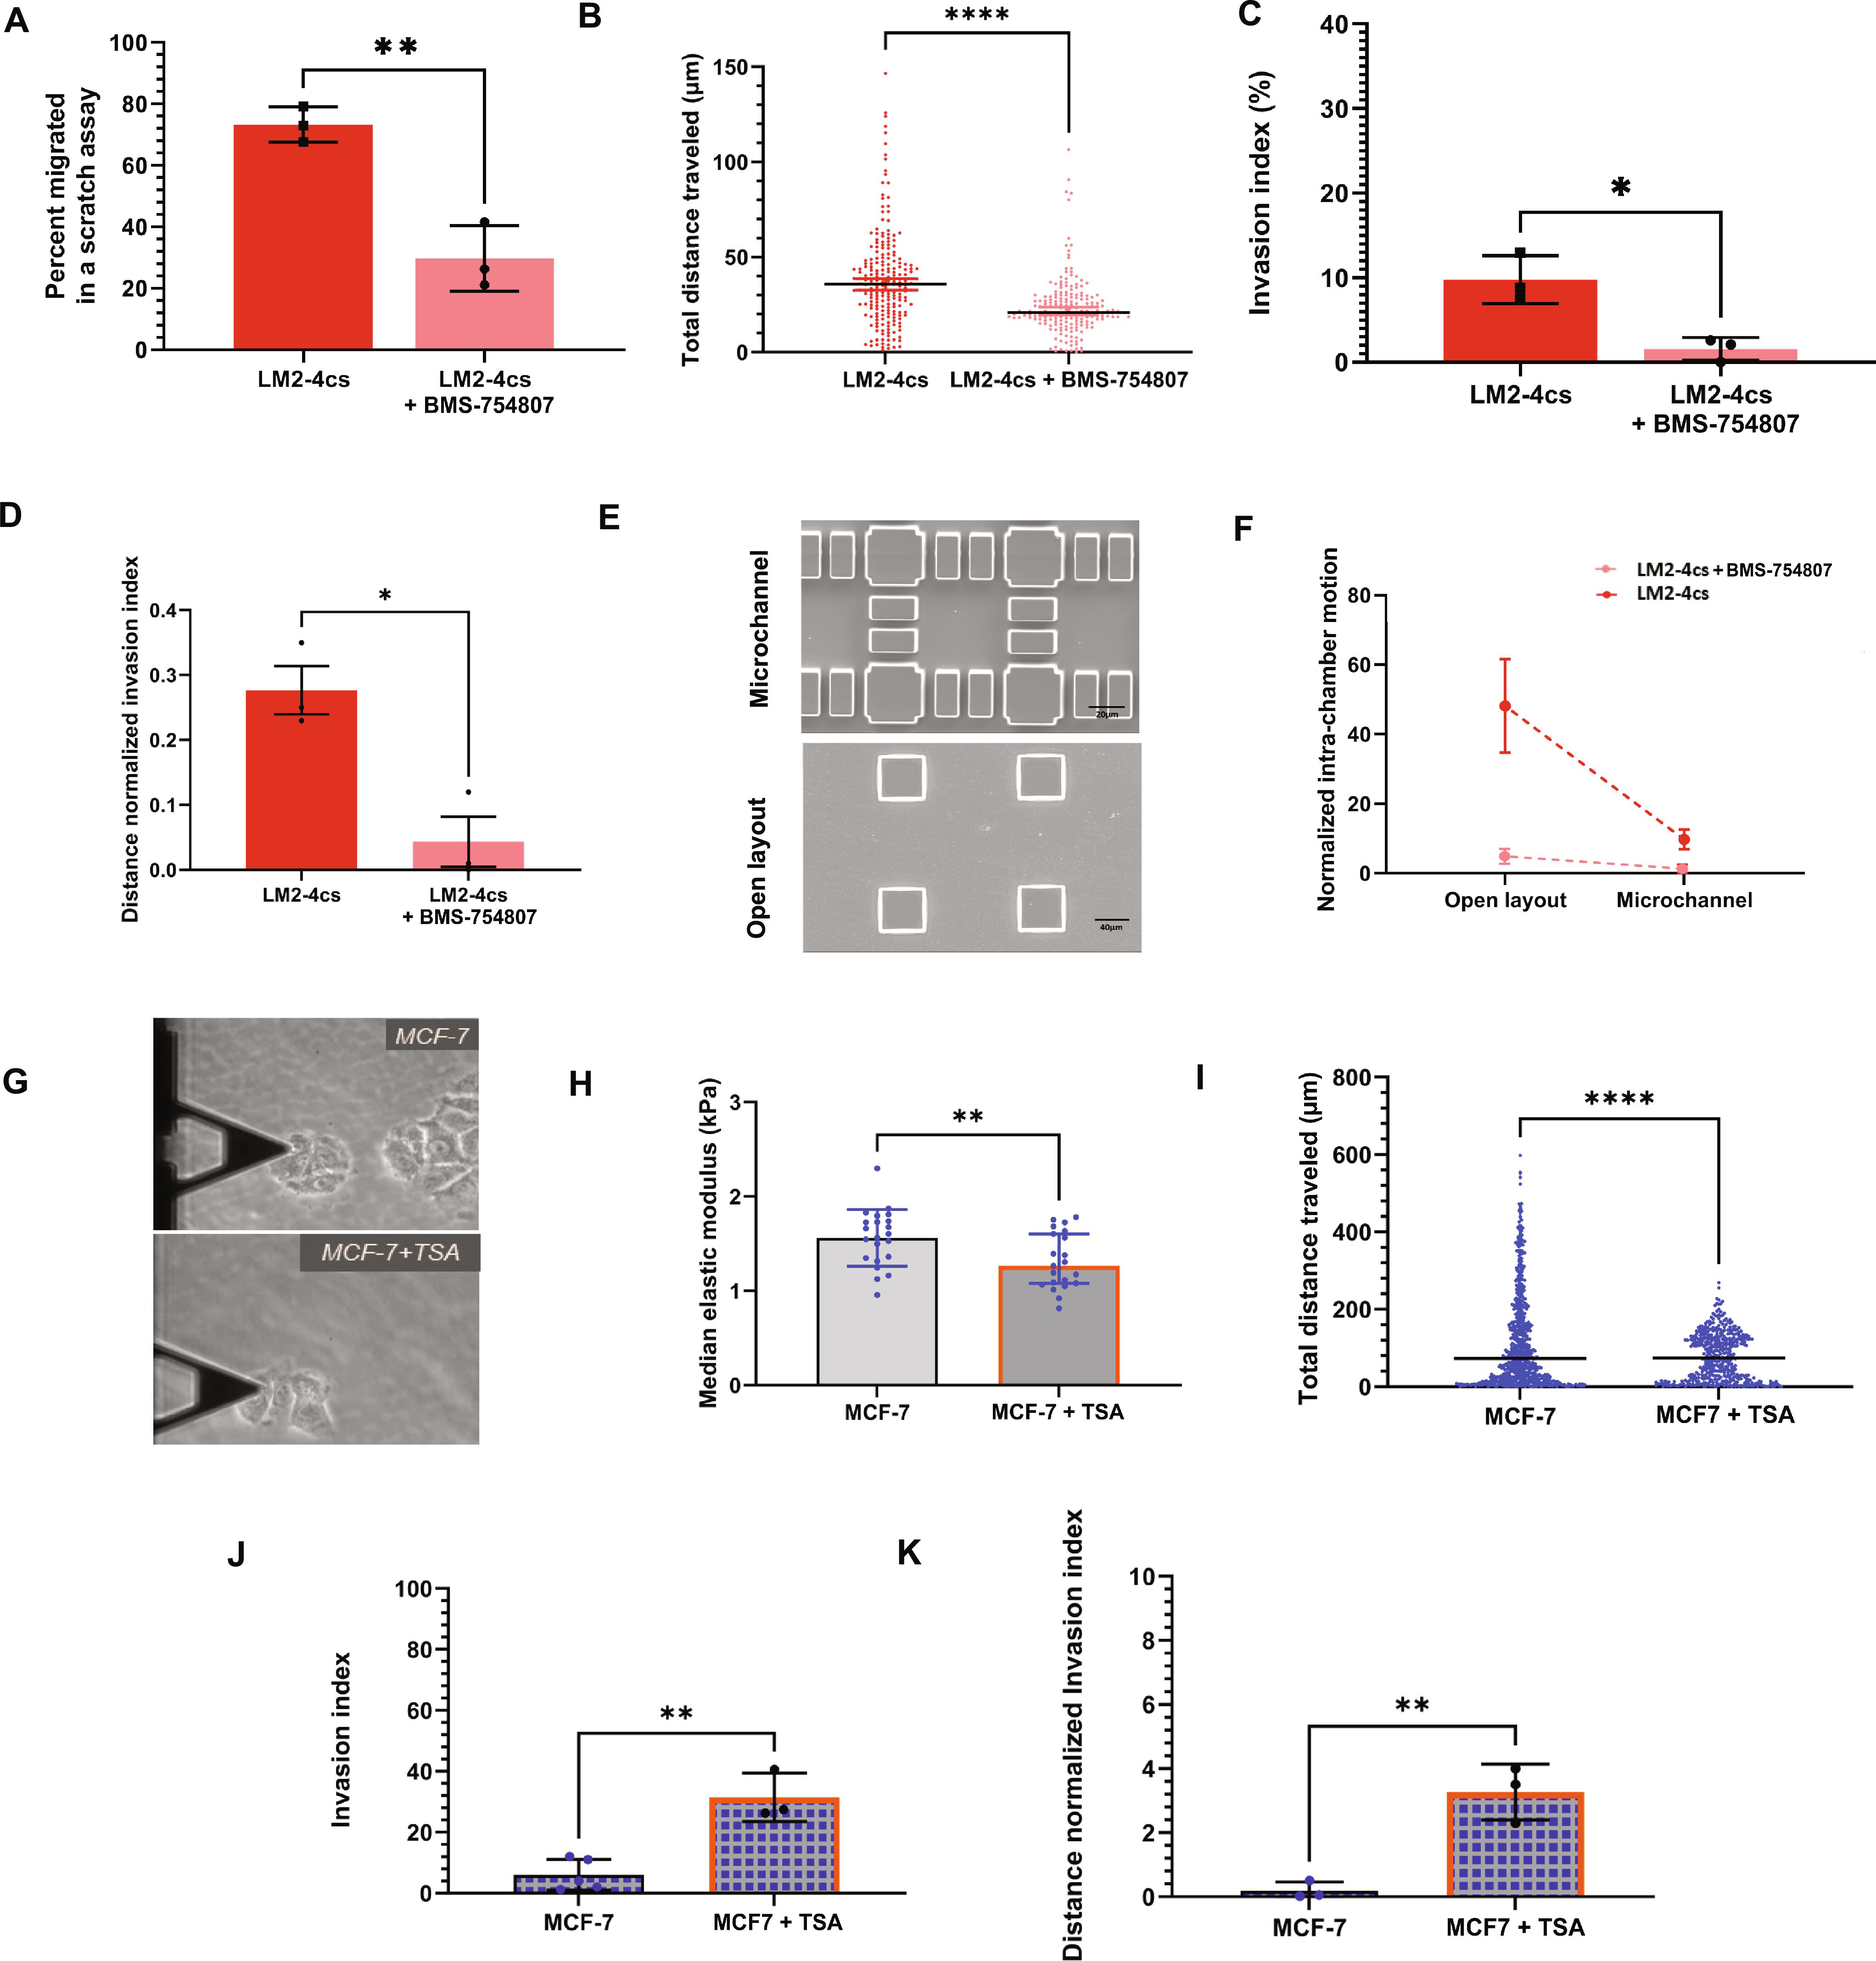 A
Percent migrated
in a scratch assay
100
80
60
40
20
0
**
LM2-4cs
LM2-4cs
+ BMS-754807
B
Total distance traveled (μm)
150
100
50
0
****
LM2-4cs
LM2-4cs + BMS-754807
C
Invasion index (%)
40
30
20
10
0
*
LM2-4cs
LM2-4cs
+ BMS-754807
D
Distance normalized invasion index
0.4
0.3
0.2
0.1
0.0
*
LM2-4cs
LM2-4cs
+ BMS-754807
E
Microchannel
20μm
Open layout
40μm
F
Normalized intra-chamber motion
80
60
40
20
0
LM2-4cs + BMS-754807
LM2-4cs
Open layout
Microchannel
G
MCF-7
MCF-7+TSA
H
Median elastic modulus (kPa)
3
2
1
0
**
MCF-7
MCF-7 + TSA
I
Total distance traveled (μm)
800
600
400
200
0
****
MCF-7
MCF7 + TSA
J
Invasion index
100
80
60
40
20
0
**
MCF-7
MCF7 + TSA
K
Distance normalized Invasion index
10
8
6
4
2
0
**
MCF-7
MCF7 + TSA